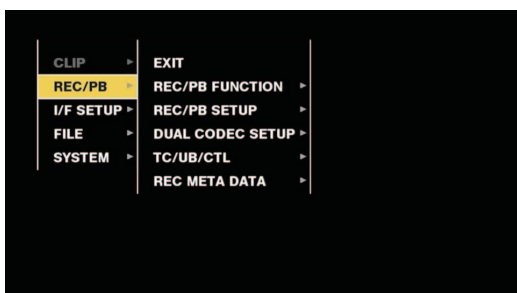 CLIP
REC/PB
I/F SETUP
FILE
SYSTEM
EXIT
REC/PB FUNCTION
REC/PB SETUP
DUAL CODEC SETUP
TC/UB/CTL
REC META DATA